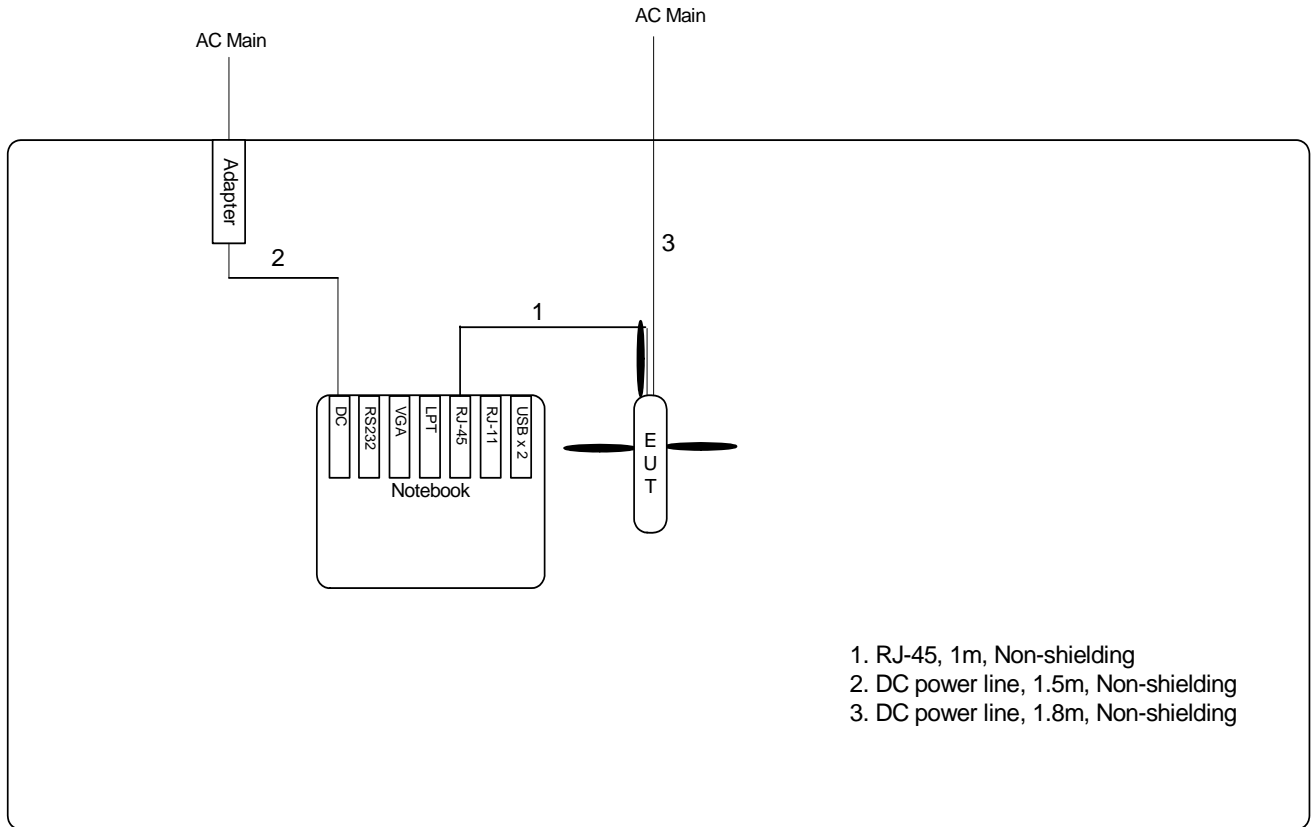 AC Main
AC Main
Adapter
3
2
1
DC
RS232
VGA
LPT
RJ-45
RJ-11
USB x 2
Notebook
E
U
T
1. RJ-45, 1m, Non-shielding
2. DC power line, 1.5m, Non-shielding
3. DC power line, 1.8m, Non-shielding